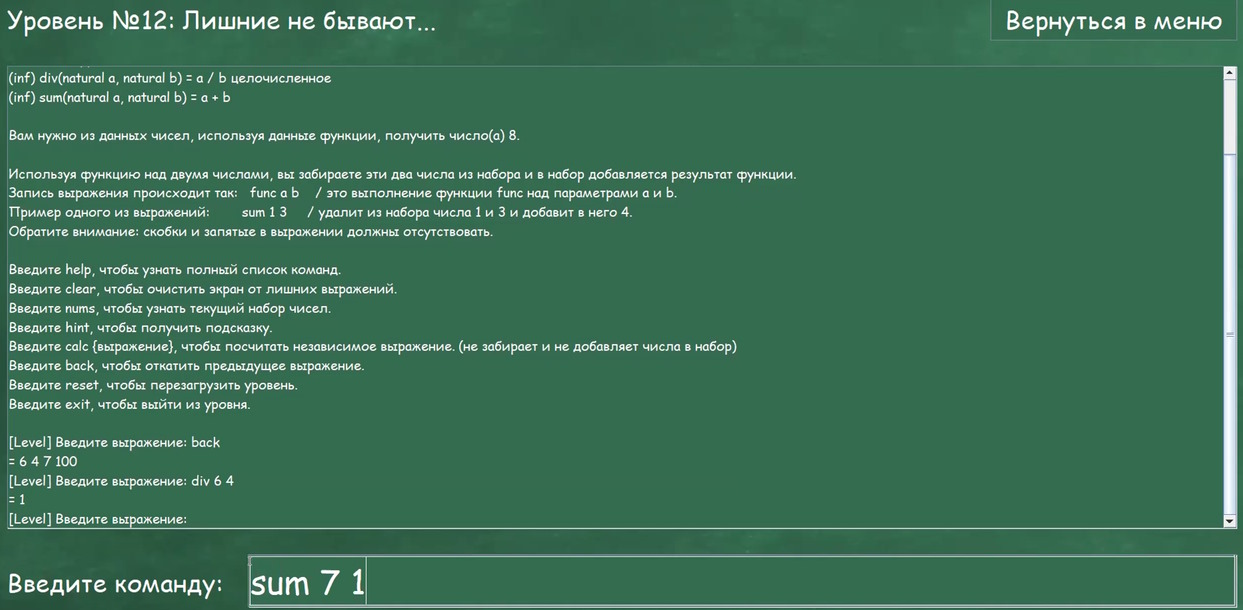 Уровень №12: Лишние не бывают...
Вернуться в меню
(inf) div(natural a, natural b) = a / b целочисленное
(inf) sum(natural a, natural b) = a + b
Вам нужно из данных чисел, используя данные функции, получить число(а) 8.
Используя функцию над двумя числами, вы забираете эти два числа из набора и в набор добавляется результат функции.
Запись выражения происходит так: func a b / это выполнение функции func над параметрами a и b.
Пример одного из выражений: sum 1 3 / удалит из набора числа 1 и 3 и добавит в него 4.
Обратите внимание: скобки и запятые в выражении должны отсутствовать.
Введите help, чтобы узнать полный список команд.
Введите clear, чтобы очистить экран от лишних выражений.
Введите nums, чтобы узнать текущий набор чисел.
Введите hint, чтобы получить подсказку.
Введите calc {выражение}, чтобы посчитать независимое выражение. (не забирает и не добавляет числа в набор)
Введите back, чтобы откатить предыдущее выражение.
Введите reset, чтобы перезагрузить уровень.
Введите exit, чтобы выйти из уровня.
[Level] Введите выражение: back
= 6 4 7 100
[Level] Введите выражение: div 6 4
= 1
[Level] Введите выражение:
Введите команду: sum 7 1